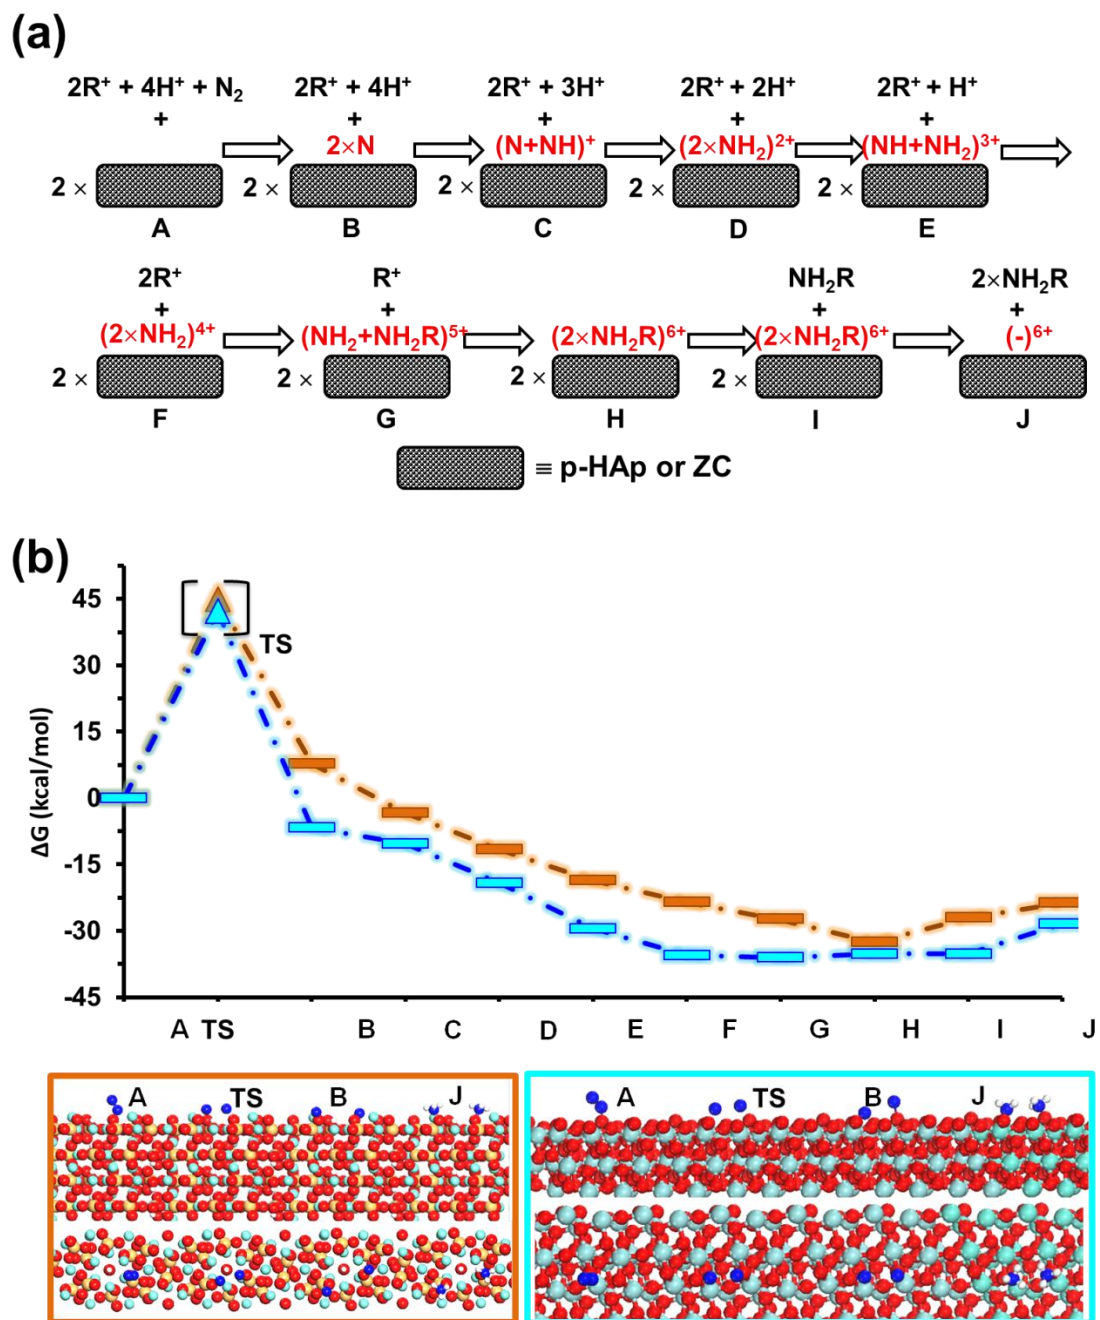 (a)
2R⁺ + 4H⁺ + N₂ 2R⁺ + 4H⁺ 2R⁺ + 3H⁺ 2R⁺ + 2H⁺ 2R⁺ + H⁺
+ + + + +
2×N (N+NH)⁺ (2×NH₂)²⁺ (NH+NH₂)³⁺
2 × 2 × 2 × 2 × 2 ×
A B C D E
2R⁺ R⁺ NH₂R 2×NH₂R
+ + + +
(2×NH₂)⁴⁺ (NH₂+NH₂R)⁵⁺ (2×NH₂R)⁶⁺ (2×NH₂R)⁶⁺ (-)⁶⁺
2 × 2 × 2 × 2 ×
F G H I J
≡ p-HAp or ZC
(b)
45
TS
30
15
0
-15
-30
-45
ΔG (kcal/mol)
A TS B C D E F G H I J
A TS B J
A TS B J